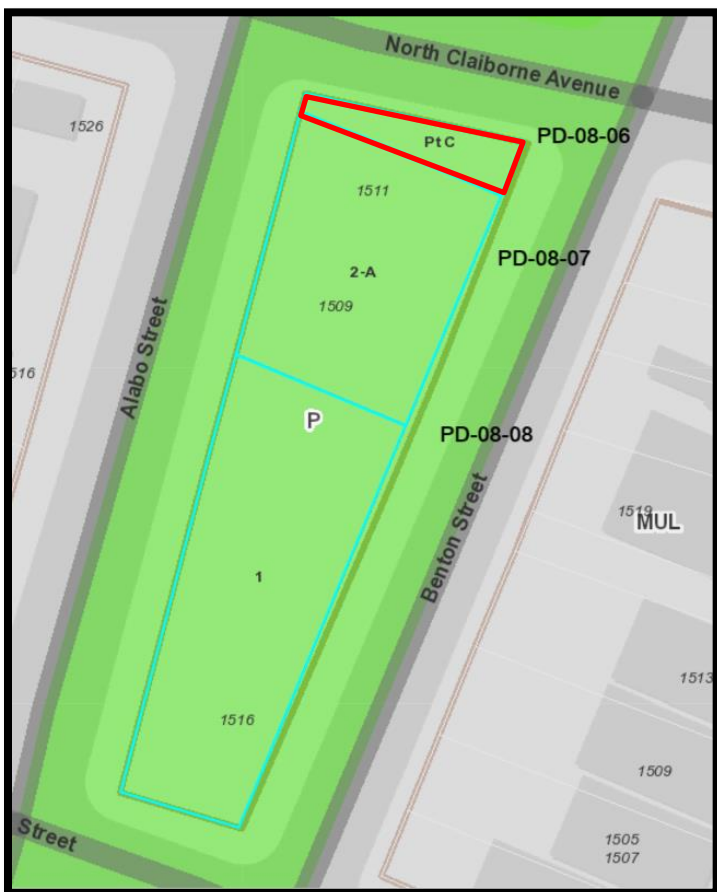 North Claiborne Avenue
1526
Pt C
PD-08-06
1511
PD-08-07
2-A
1509
Alabo Street
516
P
PD-08-08
1519
MUL
Benton Street
1
1513
1516
1509
Street
1505
1507